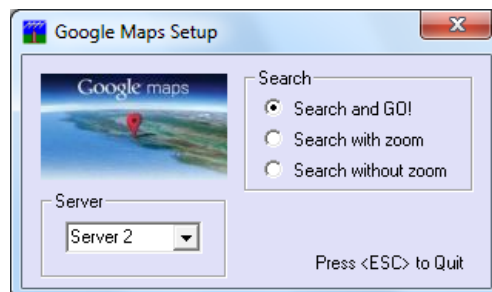 Google Maps Setup
X
Google maps
Search
Search and GO!
Search with zoom
Search without zoom
Server
Server 2
Press <ESC> to Quit